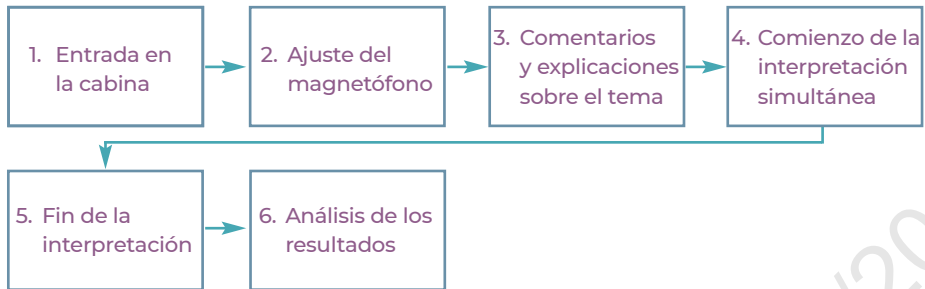 1. Entrada en
la cabina
2. Ajuste del
magnetófono
3. Comentarios
y explicaciones
sobre el tema
4. Comienzo de la
interpretación
simultánea
5. Fin de la
interpretación
6. Análisis de los
resultados
/20